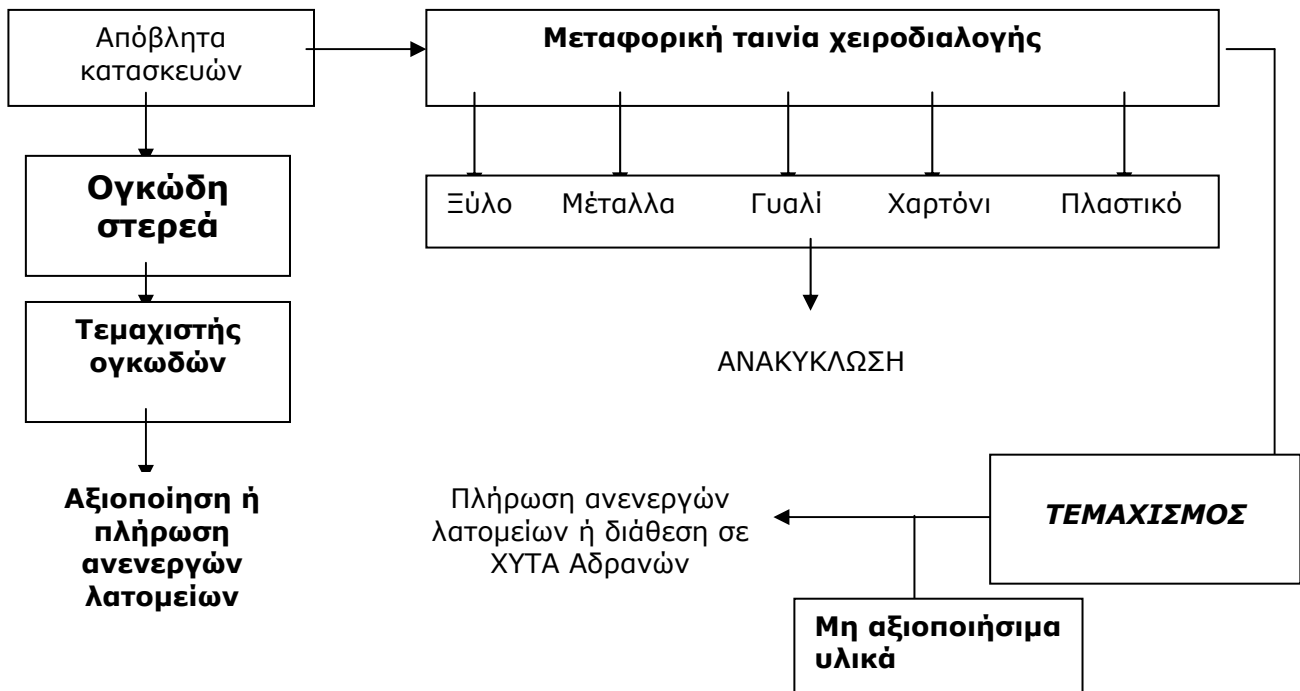 Απόβλητα
κατασκευών
Μεταφορική ταινία χειροδιαλογής
Ογκώδη
στερεά
Ξύλο Μέταλλα Γυαλί Χαρτόνι Πλαστικό
Τεμαχιστής
ογκωδών
ΑΝΑΚΥΚΛΩΣΗ
Αξιοποίηση ή
πλήρωση
ανενεργών
λατομείων
Πλήρωση ανενεργών
λατομείων ή διάθεση σε
ΧΥΤΑ Αδρανών
ΤΕΜΑΧΙΣΜΟΣ
Μη αξιοποιήσιμα
υλικά